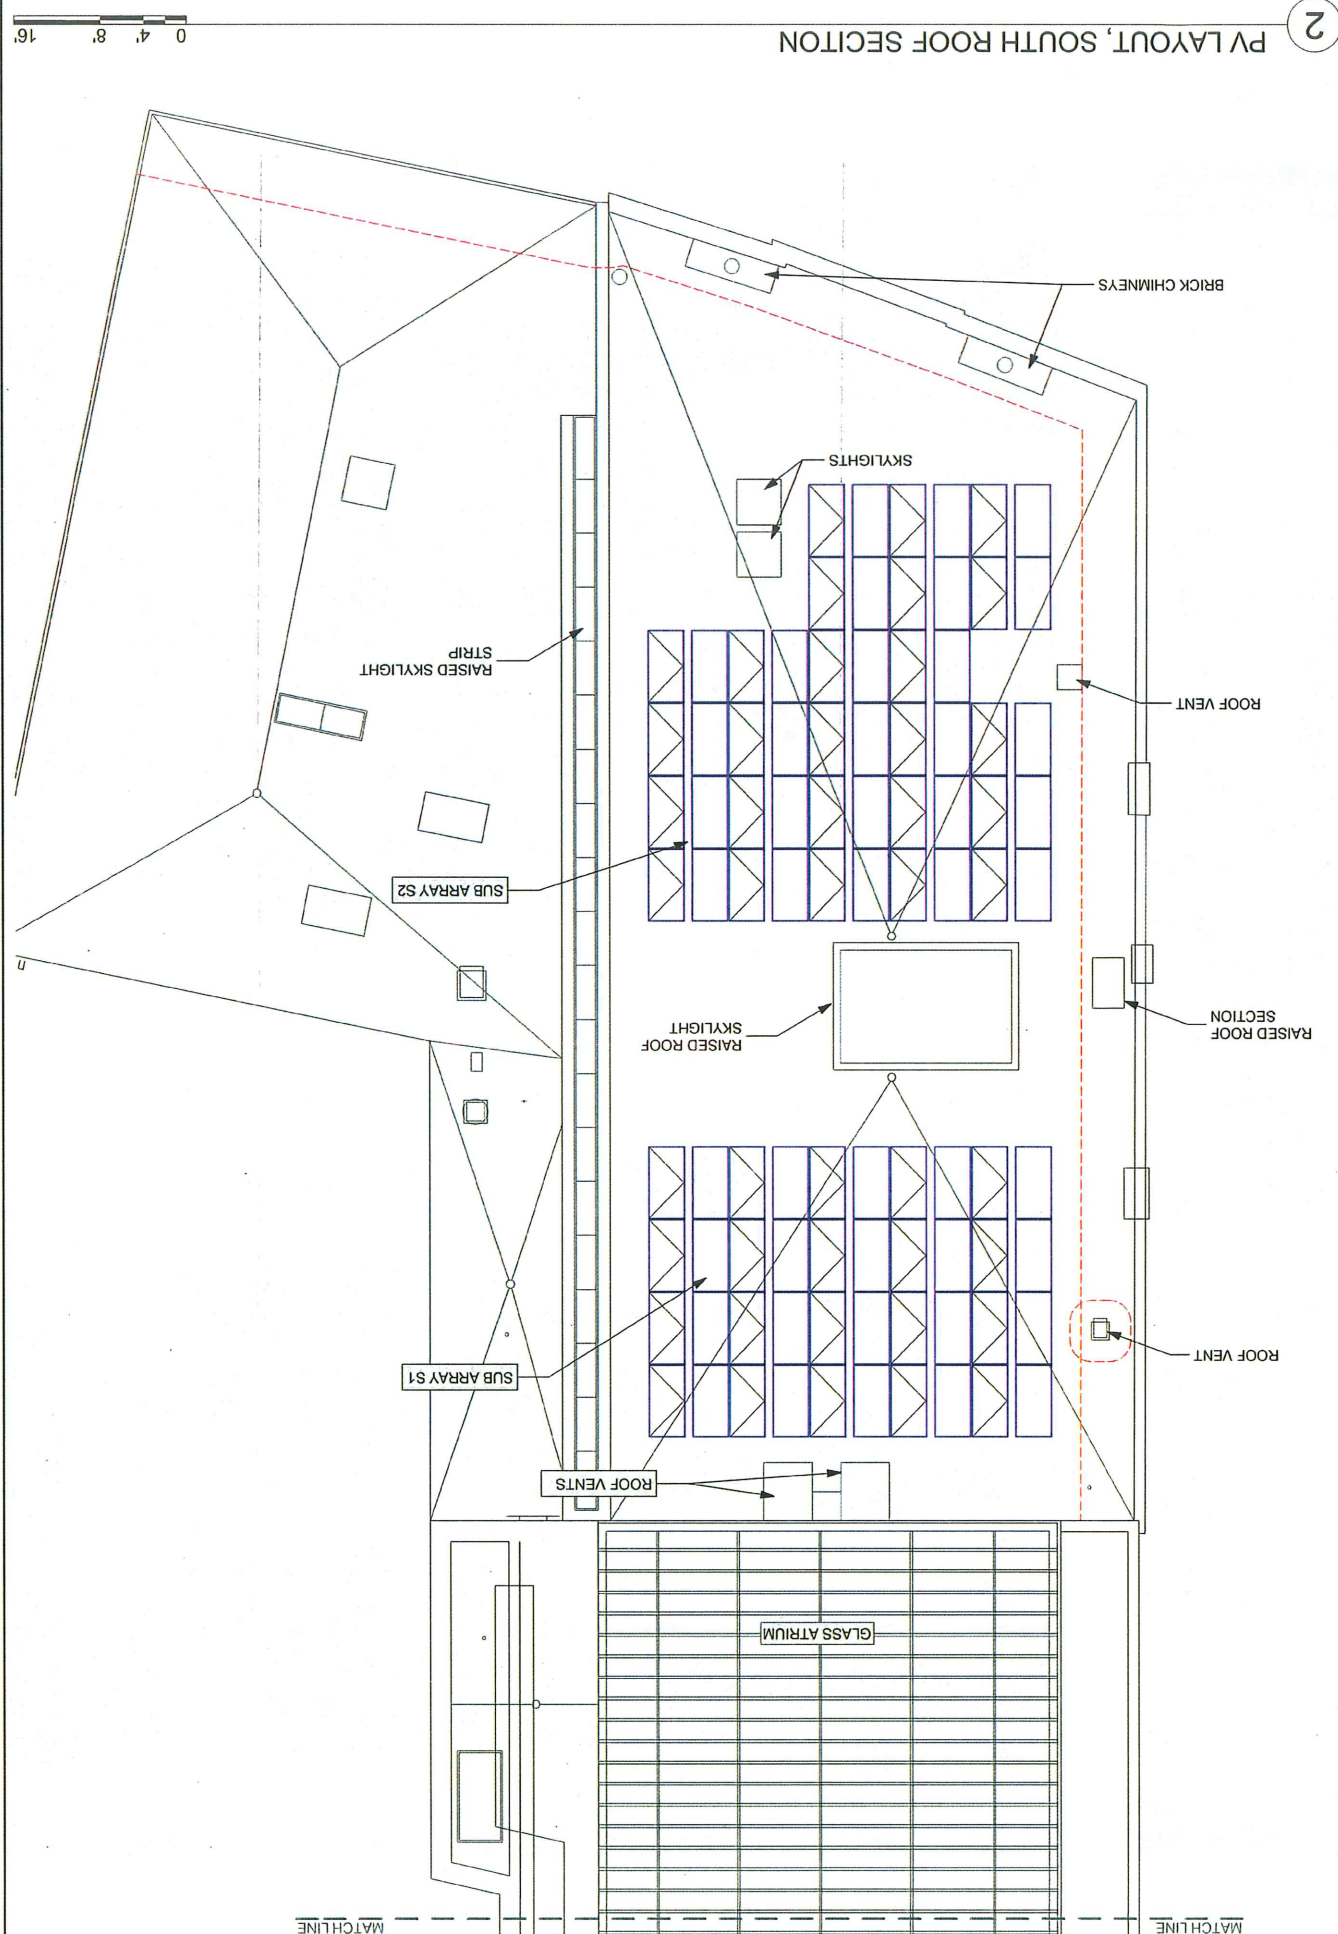 MATCH LINE
MATCH LINE
GLASS ATRIUM
ROOF VENTS
ROOF VENT
SUB ARRAY S1
RAISED ROOF
SECTION
RAISED ROOF
SKYLIGHT
SUB ARRAY S2
ROOF VENT
RAISED SKYLIGHT
STRIP
SKYLIGHTS
BRICK CHIMNEYS
2
PV LAYOUT, SOUTH ROOF SECITON
0 4' 8' 16'